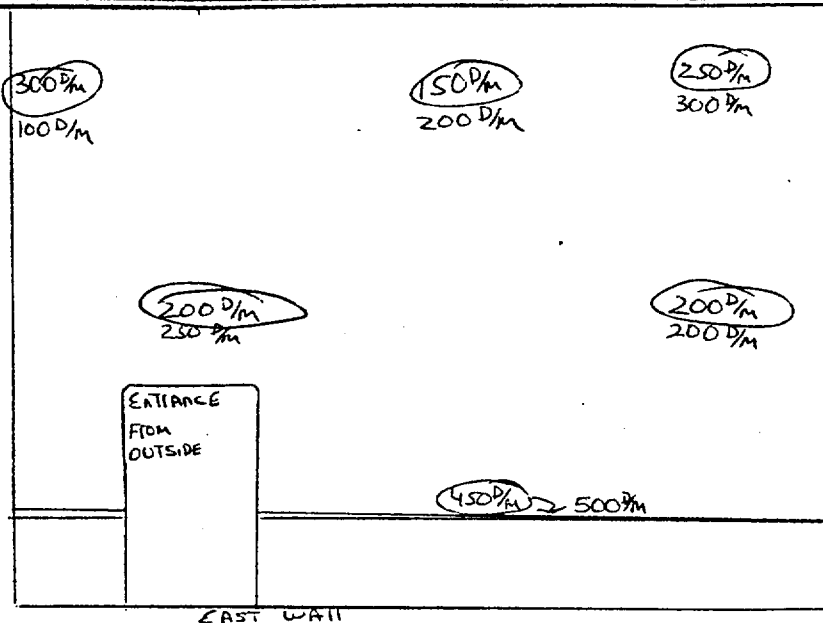 300 D/M
100 D/M
150 D/M
200 D/M
250 D/M
300 D/M
200 D/M
250 D/M
200 D/M
200 D/M
ENTRANCE
FROM
OUTSIDE
450 D/M 500 D/M
EAST WALL